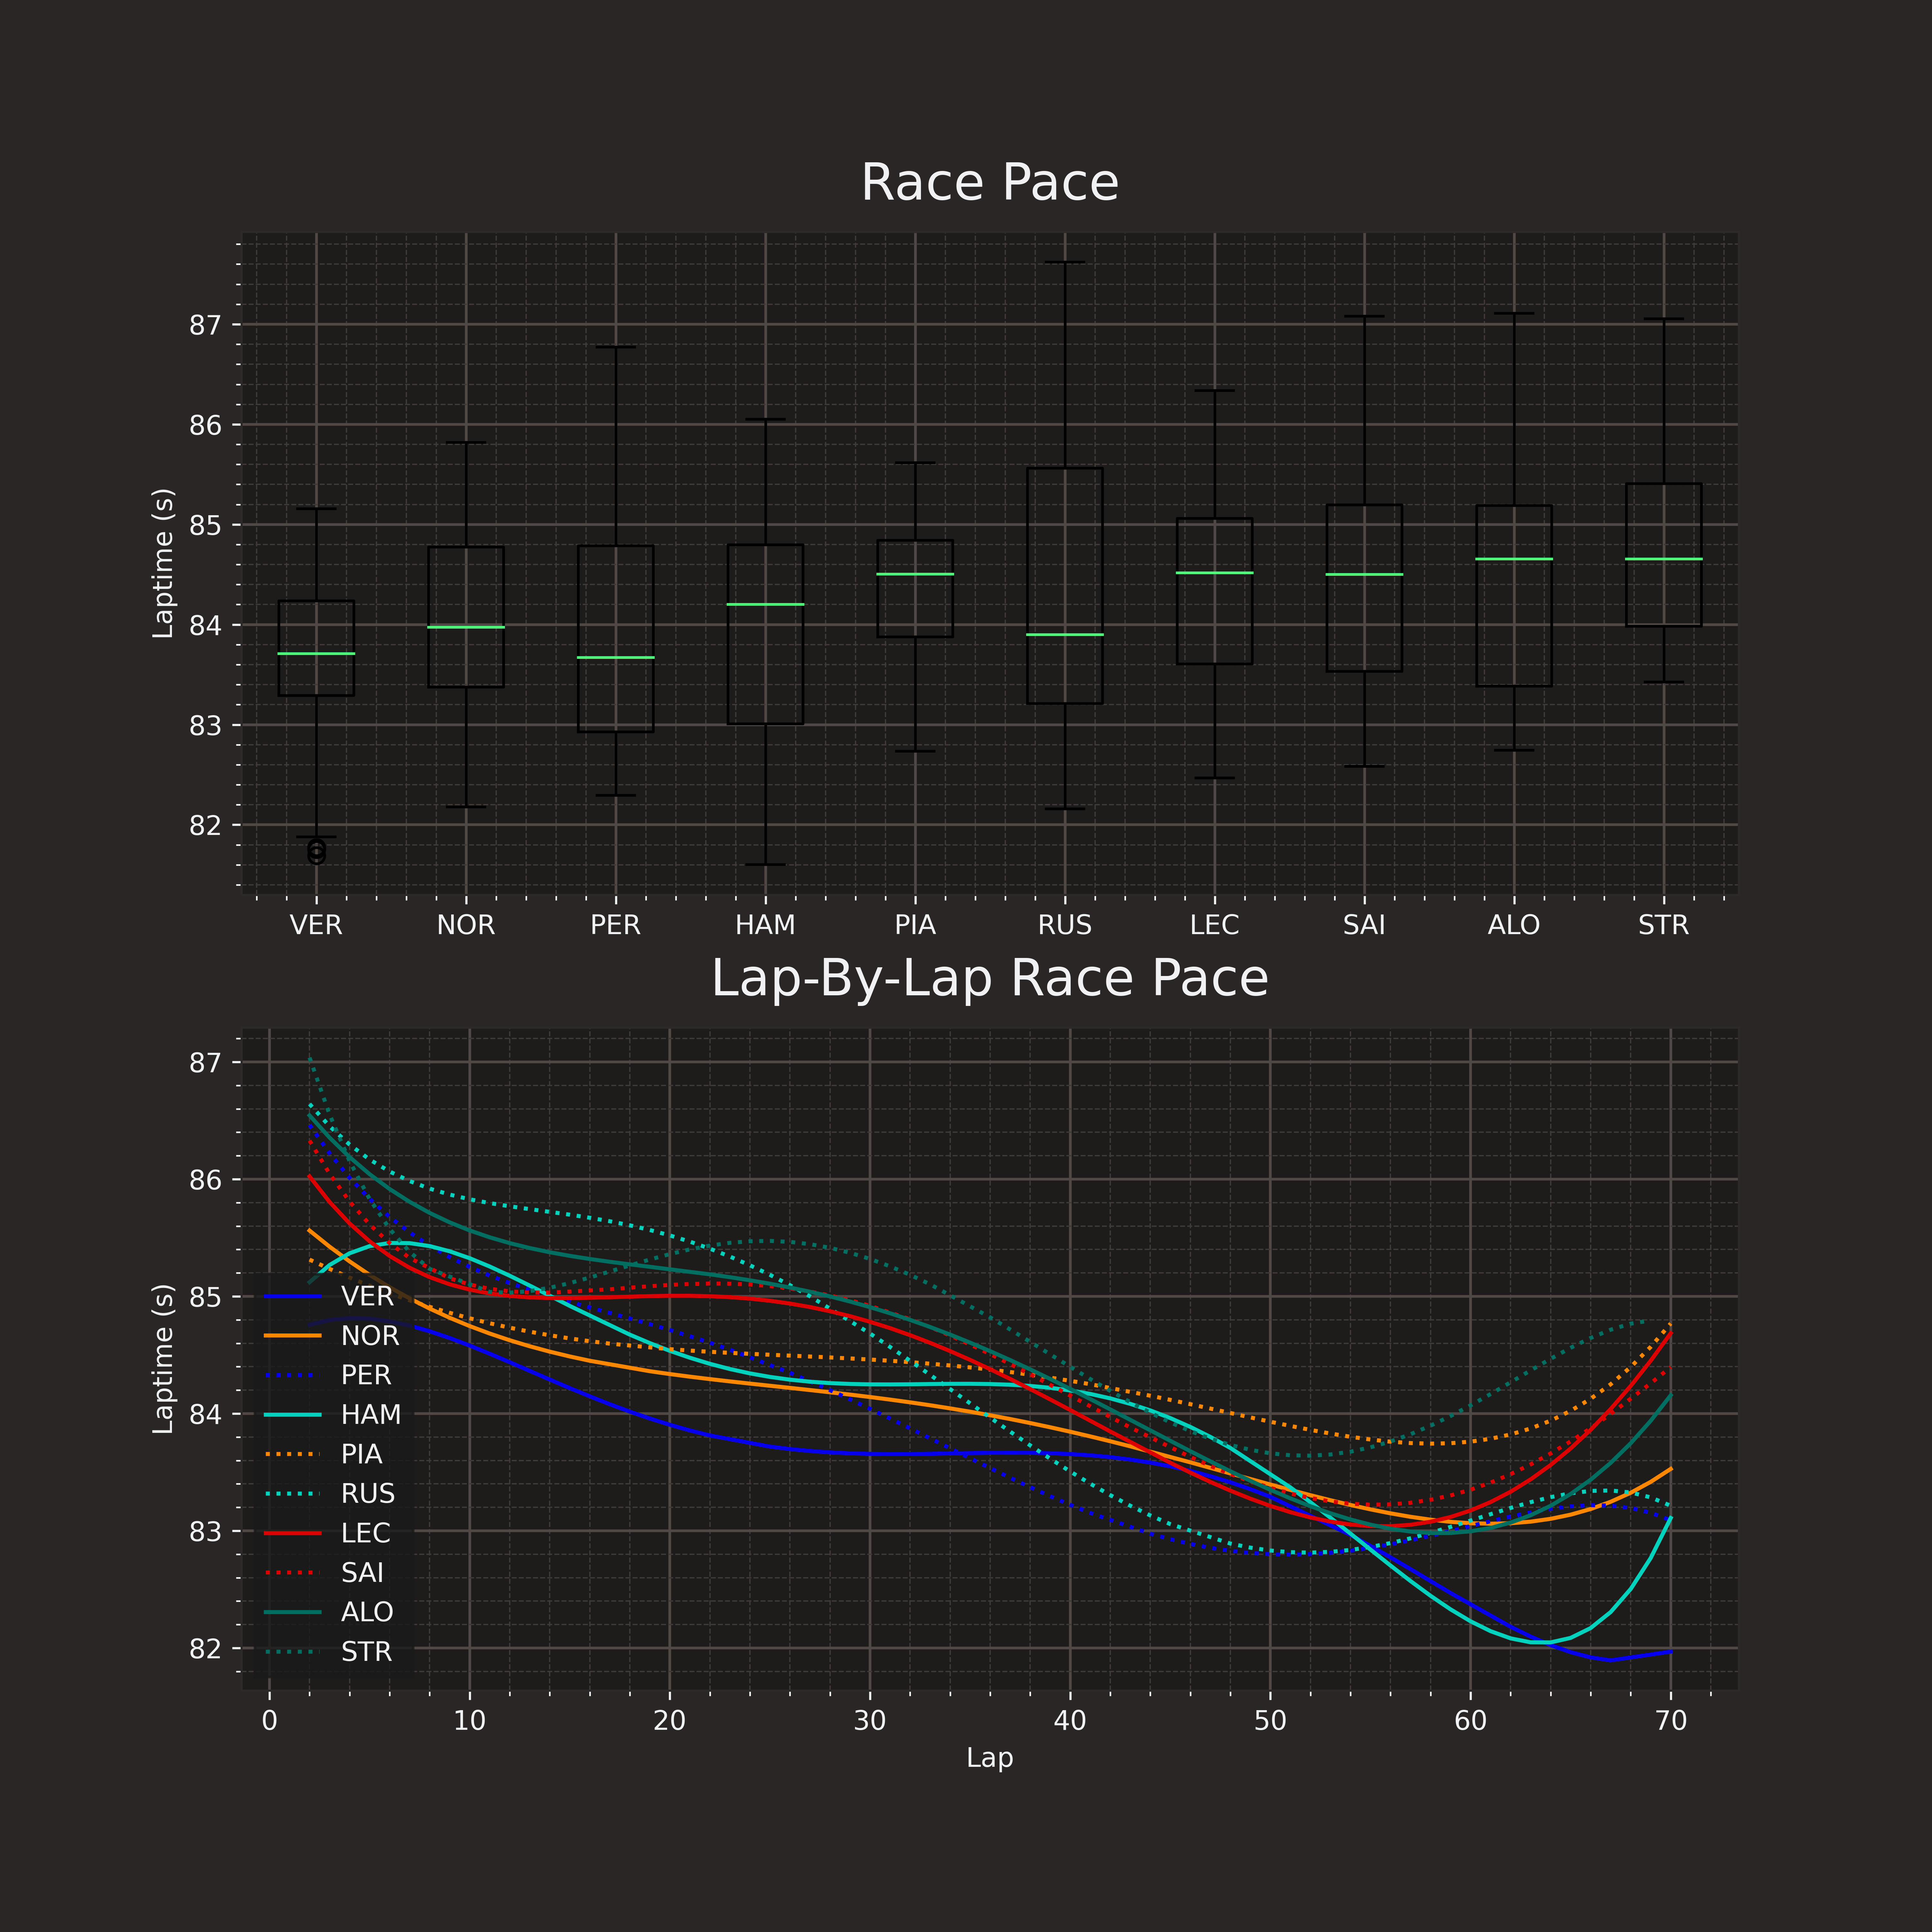 Race Pace
Laptime (s)
87
86
85
84
83
82
VER NOR PER HAM PIA RUS LEC SAI ALO STR
Lap-By-Lap Race Pace
Laptime (s)
87
86
85
84
83
82
VER
NOR
PER
HAM
PIA
RUS
LEC
SAI
ALO
STR
0 10 20 30 40 50 60 70
Lap